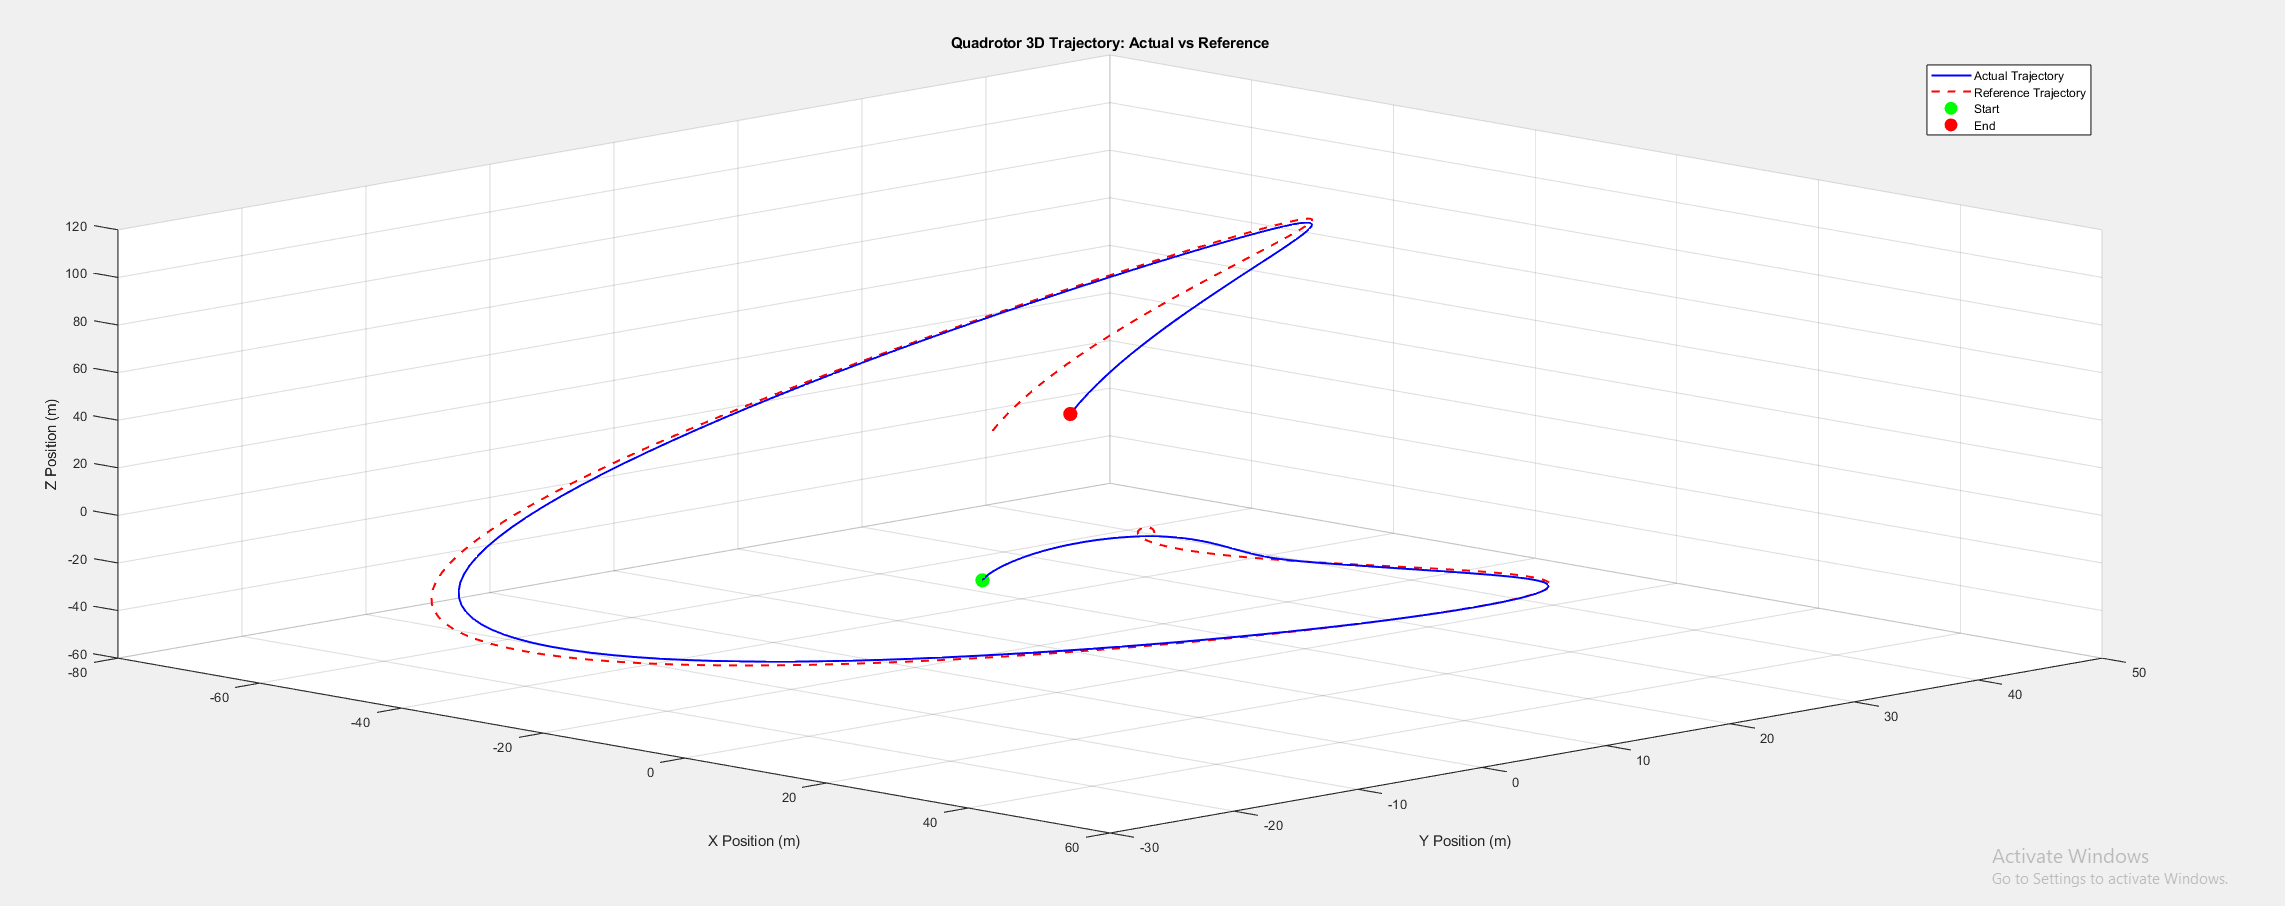 Quadrotor 3D Trajectory: Actual vs Reference
Actual Trajectory
Reference Trajectory
Start
End
120
100
80
60
40
20
0
-20
-40
-60
Z Position (m)
-80
-60
-40
-20
0
20
40
60
X Position (m)
-30
-20
-10
0
10
20
30
40
50
Y Position (m)
Activate Windows
Go to Settings to activate Windows.